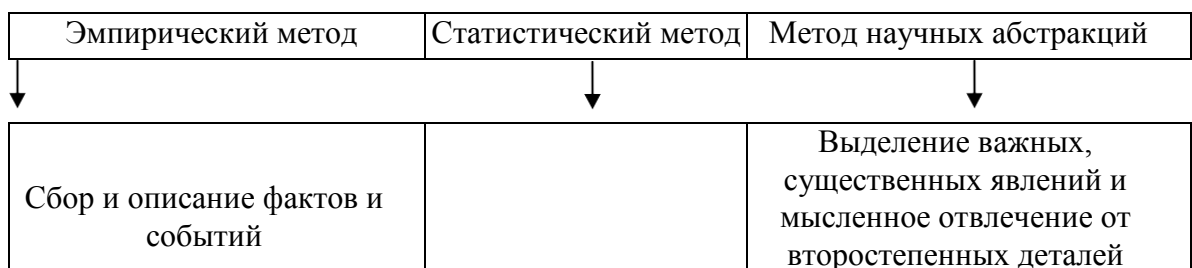 Эмпирический метод Статистический метод Метод научных абстракций
Сбор и описание фактов и
событий
Выделение важных,
существенных явлений и
мысленное отвлечение от
второстепенных деталей